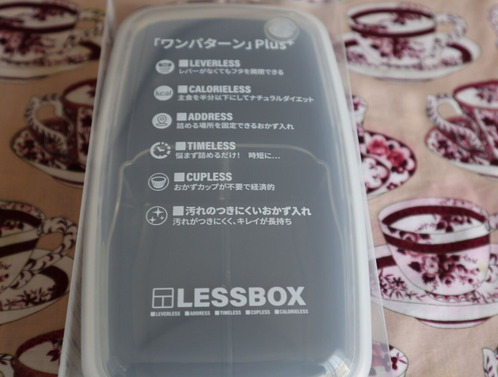 「ワンパターン」Plus+
■LEVERLESS
レバーがなくてもフタを開閉できる
kcal
■CALORIELESS
主食を半分以下にしてナチュラルダイエット
■ADDRESS
詰める場所を固定できるおかず入れ
■TIMELESS
悩まず詰めるだけ! 時短に...
■CUPLESS
おかずカップが不要で経済的
■汚れのつきにくいおかず入れ
汚れがつきにくく、キレイが長持ち
LESSBOX
■LEVERLESS ■ADDRESS ■TIMELESS ■CUPLESS ■CALORIELESS